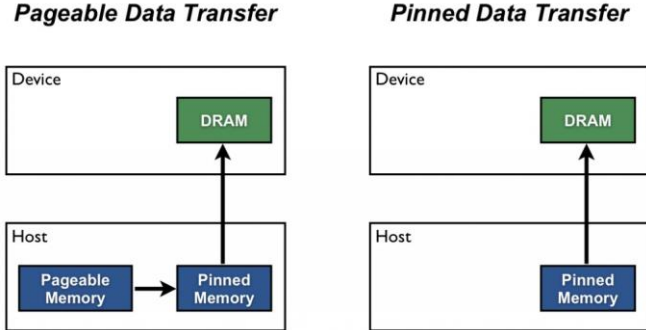 Pageable Data Transfer
Pinned Data Transfer
Device
DRAM
Device
DRAM
Host
Pageable
Memory
Pinned
Memory
Host
Pinned
Memory